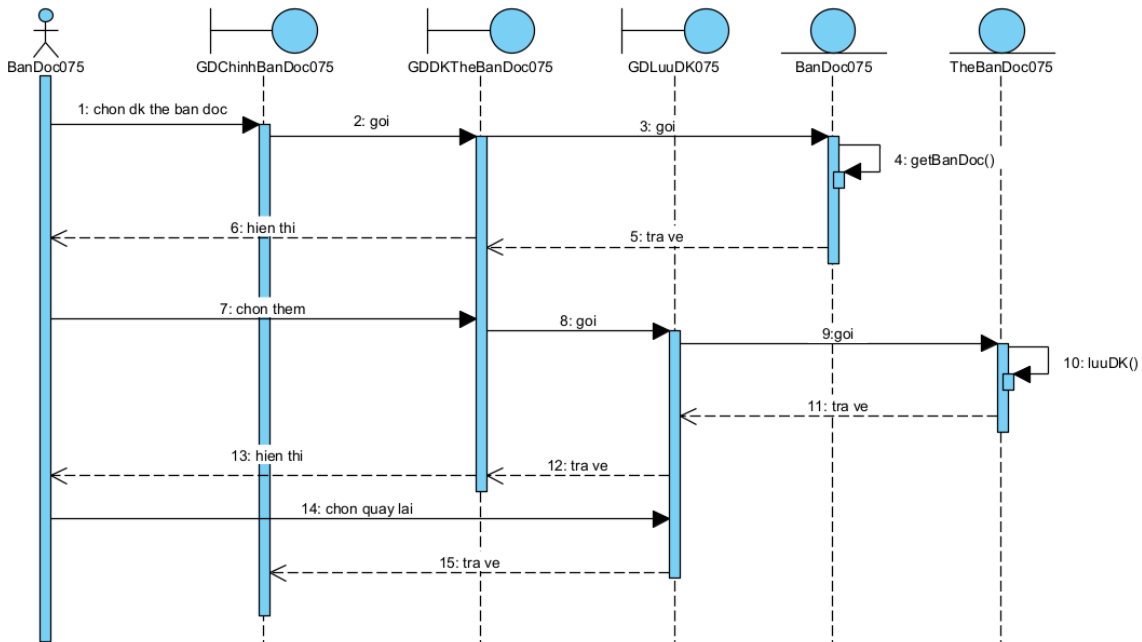 BanDoc075
GDChinhBanDoc075
GDDKTheBanDoc075
GDLuuDK075
BanDoc075
TheBanDoc075
1: chon dk the ban doc
2: goi
3: goi
4: getBanDoc()
6: hien thi
5: tra ve
7: chon them
8: goi
9:goi
10: luuDK()
11: tra ve
13: hien thi
12: tra ve
14: chon quay lai
15: tra ve